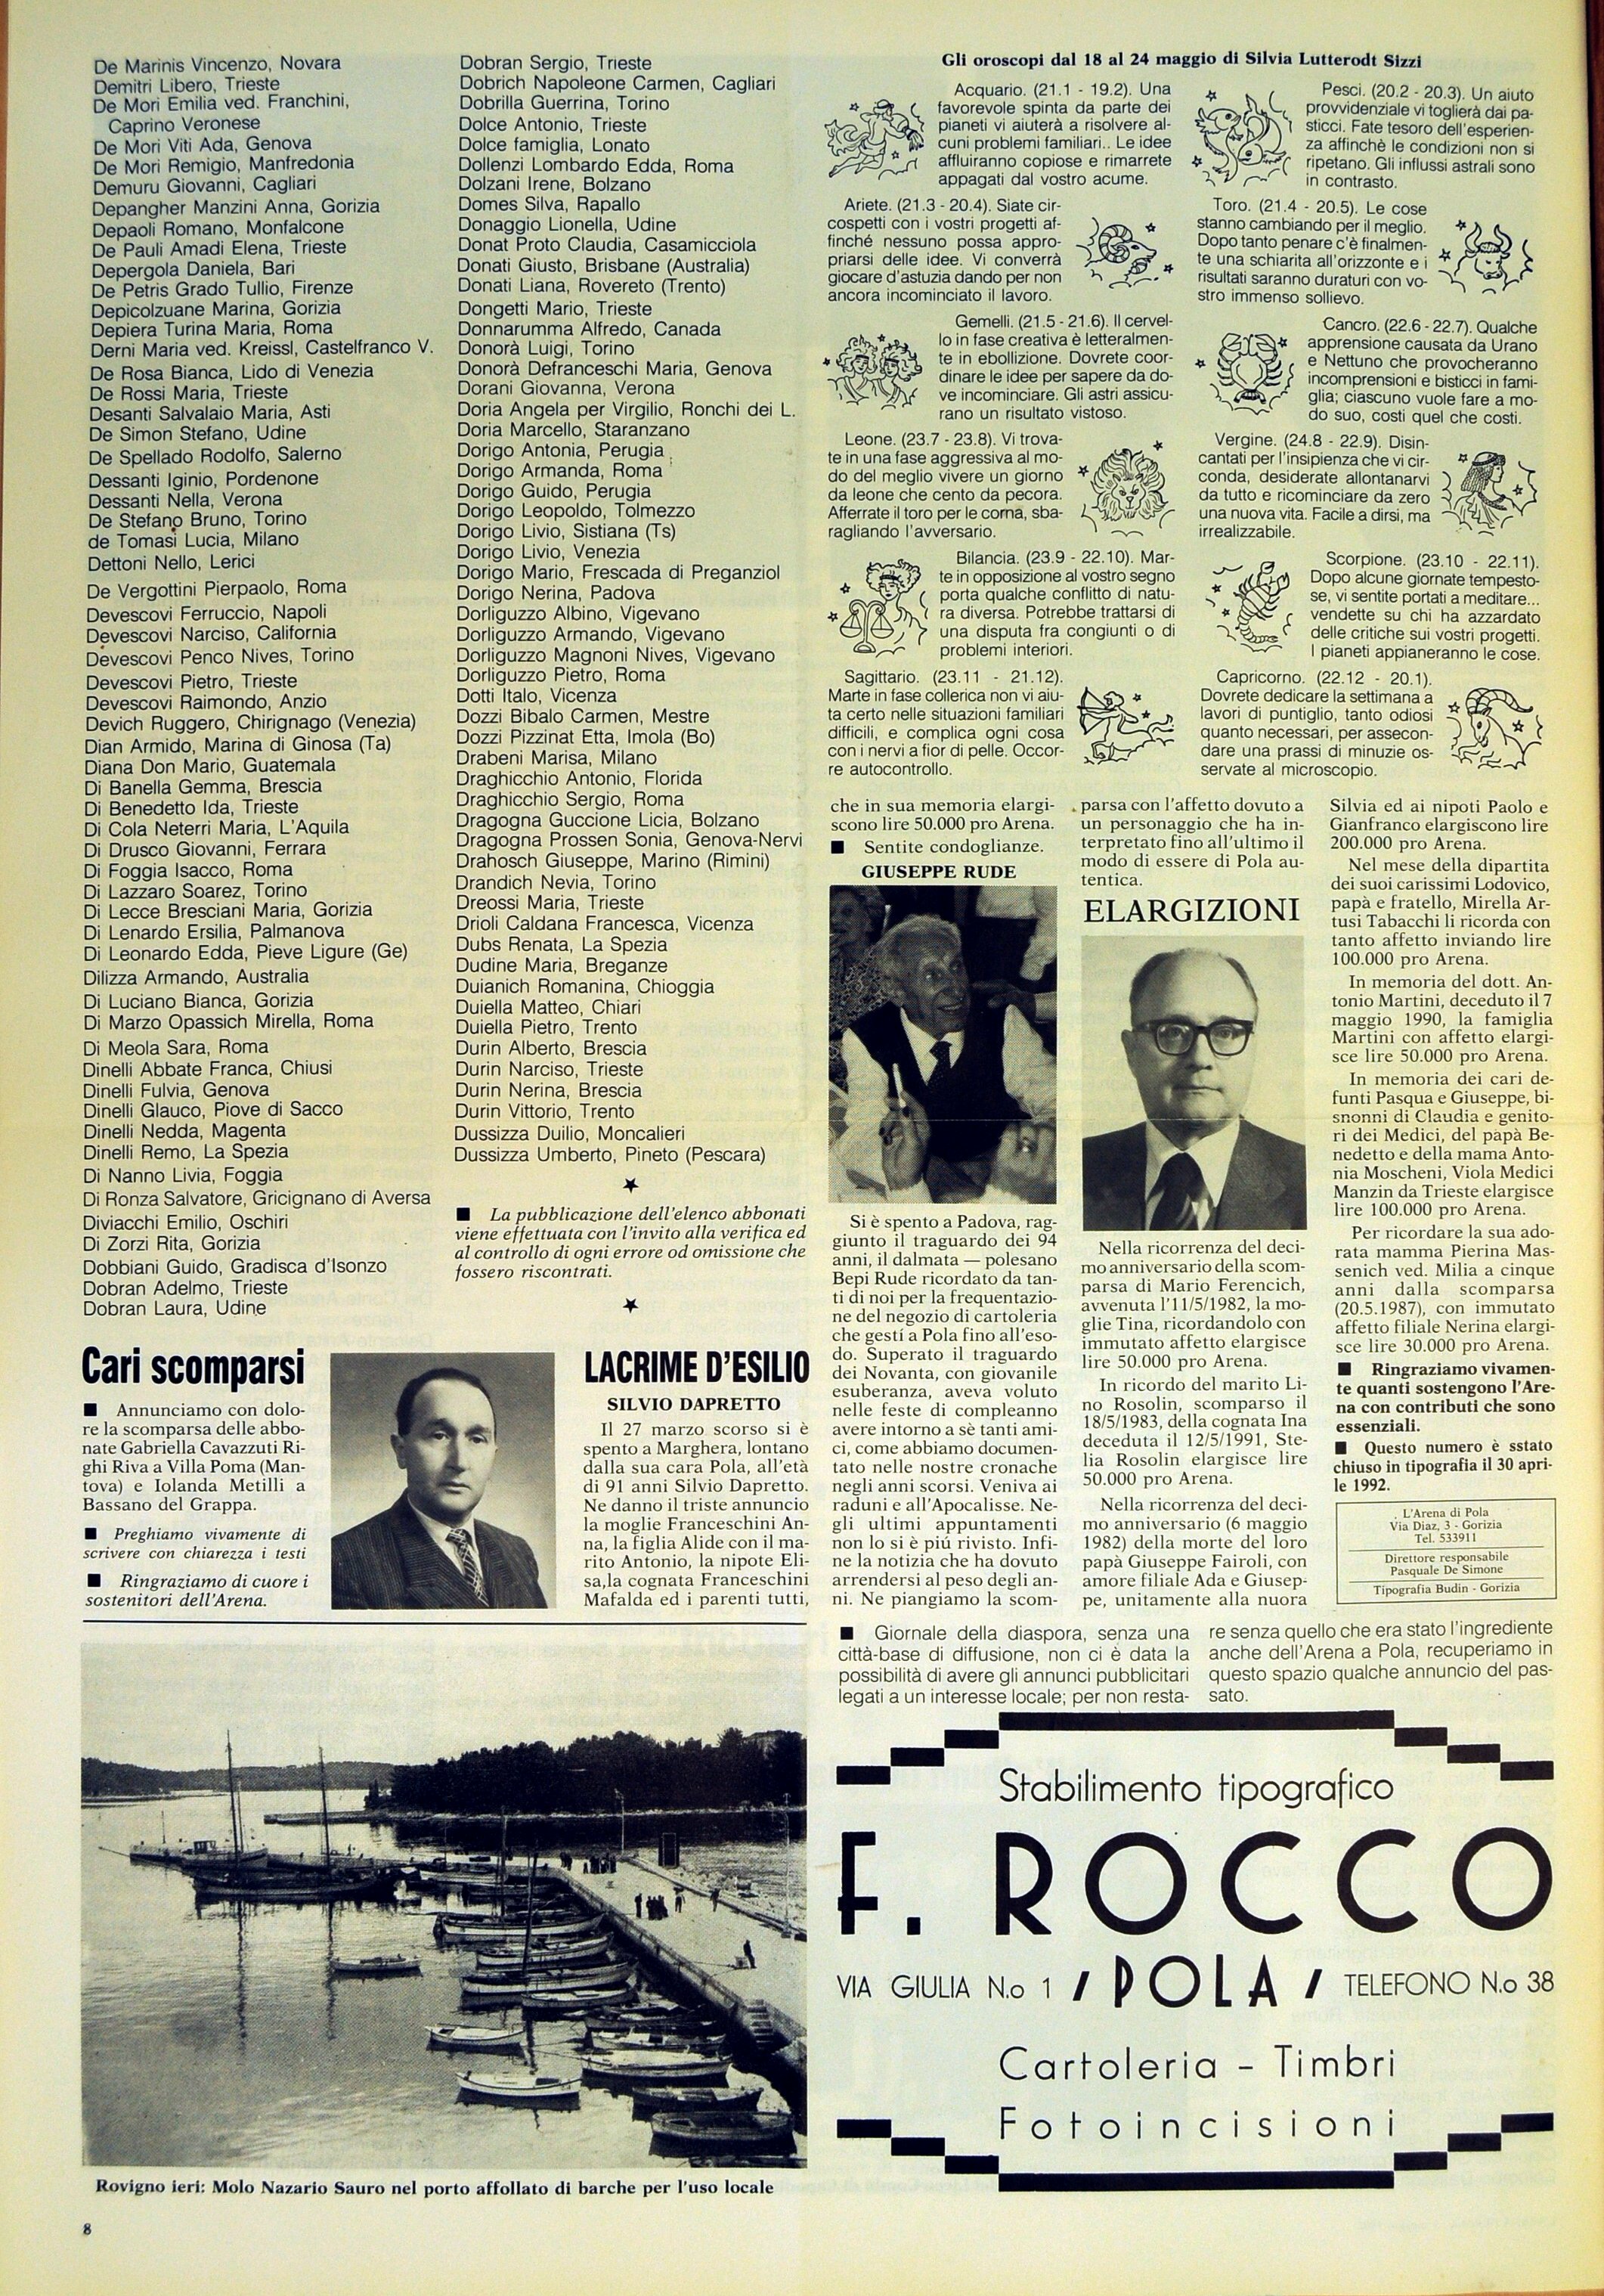 De Marinis Vincenzo, Novara
Demitri Libero, Trieste
De Mori Emilia ved. Franchini,
Caprino Veronese
De Mori Viti Ada, Genova
De Mori Remigio, Manfredonia
Demuru Giovanni, Cagliari
Depangher Manzini Anna, Gorizia
Depaoli Romano, Monfalcone
De Pauli Amadi Elena, Trieste
Depergola Daniela, Bari
De Petris Grado Tullio, Firenze
Depicolzuane Marina, Gorizia
Depiera Turina Maria, Roma
Derni Maria ved. Kreissl, Castelfranco V.
De Rosa Bianca, Lido di Venezia
De Rossi Maria, Trieste
Desanti Salvalaio Maria, Asti
De Simon Stefano, Udine
De Spellado Rodolfo, Salerno
Dessanti Iginio, Pordenone
Dessanti Nella, Verona
De Stefano Bruno, Torino
de Tomasi Lucia, Milano
Dettoni Nello, Lerici
De Vergottini Pierpaolo, Roma
Devescovi Ferruccio, Napoli
Devescovi Narciso, California
Devescovi Penco Nives, Torino
Devescovi Pietro, Trieste
Devescovi Raimondo, Anzio
Devich Ruggero, Chirignago (Venezia)
Dian Armido, Marina di Ginosa (Ta)
Diana Don Mario, Guatemala
Di Banella Gemma, Brescia
Di Benedetto Ida, Trieste
Di Cola Neterri Maria, L'Aquila
Di Drusco Giovanni, Ferrara
Di Foggia Isacco, Roma
Di Lazzaro Soarez, Torino
Di Lecce Bresciani Maria, Gorizia
Di Lenardo Ersilia, Palmanova
Di Leonardo Edda, Pieve Ligure (Ge)
Dilizza Armando, Australia
Di Luciano Bianca, Gorizia
Di Marzo Opassich Mirella, Roma
Di Meola Sara, Roma
Dinelli Abbate Franca, Chiusi
Dinelli Fulvia, Genova
Dinelli Glauco, Piove di Sacco
Dinelli Nedda, Magenta
Dinelli Remo, La Spezia
Di Nanno Livia, Foggia
Di Ronza Salvatore, Gricignano di Aversa
Diviacchi Emilio, Oschiri
Di Zorzi Rita, Gorizia
Dobbiani Guido, Gradisca d'Isonzo
Dobran Adelmo, Trieste
Dobran Laura, Udine
Dobran Sergio, Trieste
Dobrich Napoleone Carmen, Cagliari
Dobrilla Guerrina, Torino
Dolce Antonio, Trieste
Dolce famiglia, Lonato
Dollenzi Lombardo Edda, Roma
Dolzani Irene, Bolzano
Domes Silva, Rapallo
Donaggio Lionella, Udine
Donat Proto Claudia, Casamicciola
Donati Giusto, Brisbane (Australia)
Donati Liana, Rovereto (Trento)
Dongetti Mario, Trieste
Donnarumma Alfredo, Canada
Donorà Luigi, Torino
Donorà Defranceschi Maria, Genova
Dorani Giovanna, Verona
Doria Angela per Virgilio, Ronchi dei L.
Doria Marcello, Staranzano
Dorigo Antonia, Perugia
Dorigo Armanda, Roma
Dorigo Guido, Perugia
Dorigo Leopoldo, Tolmezzo
Dorigo Livio, Sistiana (Ts)
Dorigo Livio, Venezia
Dorigo Mario, Frescada di Preganziol
Dorigo Nerina, Padova
Dorliguzzo Albino, Vigevano
Dorliguzzo Armando, Vigevano
Dorliguzzo Magnoni Nives, Vigevano
Dorliguzzo Pietro, Roma
Dotti Italo, Vicenza
Dozzi Bibalo Carmen, Mestre
Dozzi Pizzinat Etta, Imola (Bo)
Drabeni Marisa, Milano
Draghicchio Antonio, Florida
Draghicchio Sergio, Roma
Dragogna Guccione Licia, Bolzano
Dragogna Prossen Sonia, Genova-Nervi
Drahosch Giuseppe, Marino (Rimini)
Drandich Nevia, Torino
Dreossi Maria, Trieste
Drioli Caldana Francesca, Vicenza
Dubs Renata, La Spezia
Dudine Maria, Breganze
Duianich Romanina, Chioggia
Duiella Matteo, Chiari
Duiella Pietro, Trento
Durin Alberto, Brescia
Durin Narciso, Trieste
Durin Nerina, Brescia
Durin Vittorio, Trento
Dussizza Duilio, Moncalieri
Dussizza Umberto, Pineto (Pescara)
★
■ La pubblicazione dell'elenco abbonati
viene effettuata con l'invito alla verifica ed
al controllo di ogni errore od omissione che
fossero riscontrati.
★
Gli oroscopi dal 18 al 24 maggio di Silvia Lutterodt Sizzi
Acquario. (21.1 - 19.2). Una
favorevole spinta da parte dei
pianeti vi aiuterà a risolvere al-
cuni problemi familiari.. Le idee
affluiranno copiose e rimarrete
appagati dal vostro acume.
Pesci. (20.2 - 20.3). Un aiuto
provvidenziale vi toglierà dai pa-
sticci. Fate tesoro dell'esperien-
za affinchè le condizioni non si
ripetano. Gli influssi astrali sono
in contrasto.
Ariete. (21.3 - 20.4). Siate cir-
cospetti con i vostri progetti af-
finché nessuno possa appro-
priarsi delle idee. Vi converrà
giocare d'astuzia dando per non
ancora incominciato il lavoro.
Toro. (21.4 - 20.5). Le cose
stanno cambiando per il meglio.
Dopo tanto penare c'è finalmen-
te una schiarita all'orizzonte e i
risultati saranno duraturi con vo-
stro immenso sollievo.
Gemelli. (21.5 - 21.6). Il cervel-
lo in fase creativa è letteralmen-
te in ebollizione. Dovrete coor-
dinare le idee per sapere da do-
ve incominciare. Gli astri assicu-
rano un risultato vistoso.
Cancro. (22.6 - 22.7). Qualche
apprensione causata da Urano
e Nettuno che provocheranno
incomprensioni e bisticci in fami-
glia; ciascuno vuole fare a mo-
do suo, costi quel che costi.
Leone. (23.7 - 23.8). Vi trova-
te in una fase aggressiva al mo-
do del meglio vivere un giorno
da leone che cento da pecora.
Afferrate il toro per le corna, sba-
ragliando l'avversario.
Vergine. (24.8 - 22.9). Disin-
cantati per l'insipienza che vi cir-
conda, desiderate allontanarvi
da tutto e ricominciare da zero
una nuova vita. Facile a dirsi, ma
irrealizzabile.
Bilancia. (23.9 - 22.10). Mar-
te in opposizione al vostro segno
porta qualche conflitto di natu-
ra diversa. Potrebbe trattarsi di
una disputa fra congiunti o di
problemi interiori.
Scorpione. (23.10 - 22.11).
Dopo alcune giornate tempesto-
se, vi sentite portati a meditare...
vendette su chi ha azzardato
delle critiche sui vostri progetti.
I pianeti appianeranno le cose.
Sagittario. (23.11 - 21.12).
Marte in fase collerica non vi aiu-
ta certo nelle situazioni familiari
difficili, e complica ogni cosa
con i nervi a fior di pelle. Occor-
re autocontrollo.
Capricorno. (22.12 - 20.1).
Dovrete dedicare la settimana a
lavori di puntiglio, tanto odiosi
quanto necessari, per assecon-
dare una prassi di minuzie os-
servate al microscopio.
Cari scomparsi
■ Annunciamo con dolo-
re la scomparsa delle abbo-
nate Gabriella Cavazzuti Ri-
ghi Riva a Villa Poma (Man-
tova) e Iolanda Metilli a
Bassano del Grappa.
■ Preghiamo vivamente di
scrivere con chiarezza i testi
■ Ringraziamo di cuore i
sostenitori dell'Arena.
LACRIME D'ESILIO
SILVIO DAPRETTO
Il 27 marzo scorso si è
spento a Marghera, lontano
dalla sua cara Pola, all'età
di 91 anni Silvio Dapretto.
Ne danno il triste annuncio
la moglie Franceschini An-
na, la figlia Alide con il ma-
rito Antonio, la nipote Eli-
sa,la cognata Franceschini
Mafalda ed i parenti tutti,
che in sua memoria elargi-
scono lire 50.000 pro Arena.
■ Sentite condoglianze.
GIUSEPPE RUDE
Si è spento a Padova, rag-
giunto il traguardo dei 94
anni, il dalmata — polesano
Bepi Rude ricordato da tan-
ti di noi per la frequentazio-
ne del negozio di cartoleria
che gestí a Pola fino all'eso-
do. Superato il traguardo
dei Novanta, con giovanile
esuberanza, aveva voluto
nelle feste di compleanno
avere intorno a sè tanti ami-
ci, come abbiamo documen-
tato nelle nostre cronache
negli anni scorsi. Veniva ai
raduni e all'Apocalisse. Ne-
gli ultimi appuntamenti
non lo si è piú rivisto. Infi-
ne la notizia che ha dovuto
arrendersi al peso degli an-
ni. Ne piangiamo la scom-
parsa con l'affetto dovuto a
un personaggio che ha in-
terpretato fino all'ultimo il
modo di essere di Pola au-
tentica.
ELARGIZIONI
Nella ricorrenza del deci-
mo anniversario della scom-
parsa di Mario Ferencich,
avvenuta l'11/5/1982, la mo-
glie Tina, ricordandolo con
immutato affetto elargisce
lire 50.000 pro Arena.
In ricordo del marito Li-
no Rosolin, scomparso il
18/5/1983, della cognata Ina
deceduta il 12/5/1991, Ste-
lia Rosolin elargisce lire
50.000 pro Arena.
Nella ricorrenza del deci-
mo anniversario (6 maggio
1982) della morte del loro
papà Giuseppe Fairoli, con
amore filiale Ada e Giusep-
pe, unitamente alla nuora
Silvia ed ai nipoti Paolo e
Gianfranco elargiscono lire
200.000 pro Arena.
Nel mese della dipartita
dei suoi carissimi Lodovico,
papà e fratello, Mirella Ar-
tusi Tabacchi li ricorda con
tanto affetto inviando lire
100.000 pro Arena.
In memoria del dott. An-
tonio Martini, deceduto il 7
maggio 1990, la famiglia
Martini con affetto elargi-
sce lire 50.000 pro Arena.
In memoria dei cari de-
funti Pasqua e Giuseppe, bi-
snonni di Claudia e genito-
ri dei Medici, del papà Be-
nedetto e della mama Anto-
nia Moscheni, Viola Medici
Manzin da Trieste elargisce
lire 100.000 pro Arena.
Per ricordare la sua ado-
rata mamma Pierina Mas-
senich ved. Milia a cinque
anni dalla scomparsa
(20.5.1987), con immutato
affetto filiale Nerina elargi-
sce lire 30.000 pro Arena.
■ Ringraziamo vivamen-
te quanti sostengono l'Are-
na con contributi che sono
essenziali.
■ Questo numero è sstato
chiuso in tipografia il 30 apri-
le 1992.
L'Arena di Pola
Via Diaz, 3 - Gorizia
Tel. 533911
Direttore responsabile
Pasquale De Simone
Tipografia Budin - Gorizia
■ Giornale della diaspora, senza una
città-base di diffusione, non ci è data la
possibilità di avere gli annunci pubblicitari
legati a un interesse locale; per non resta-
re senza quello che era stato l'ingrediente
anche dell'Arena a Pola, recuperiamo in
questo spazio qualche annuncio del pas-
sato.
Stabilimento tipografico
F. ROCCO
VIA GIULIA N.o 1 / POLA / TELEFONO N.o 38
Cartoleria - Timbri
Fotoincisioni
Rovigno ieri: Molo Nazario Sauro nel porto affollato di barche per l'uso locale
8